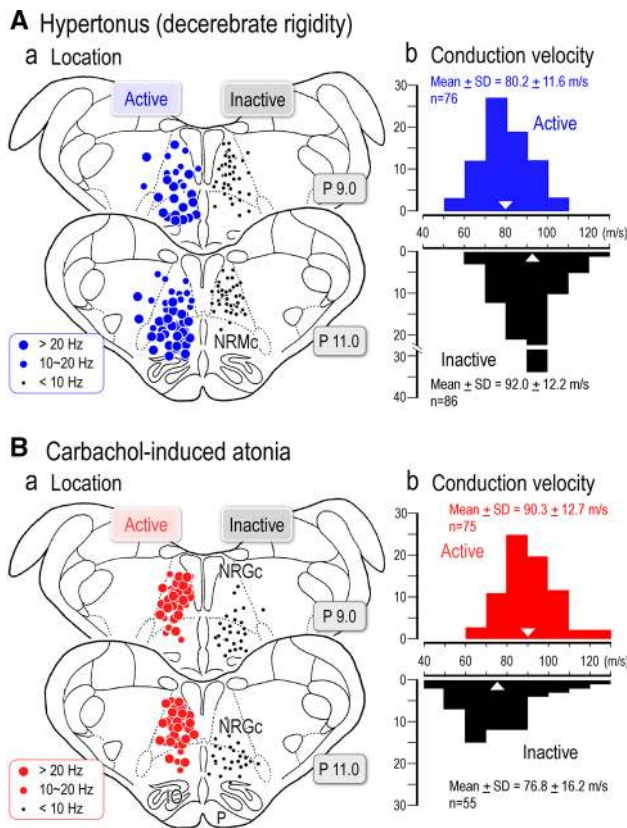 A Hypertonus (decerebrate rigidity)
a Location
Active
Inactive
P 9.0
NRMc
P 11.0
> 20 Hz
10~20 Hz
< 10 Hz
b Conduction velocity
Mean ± SD = 80.2 ± 11.6 m/s
n=76
Active
30
20
10
0
60 80 100 (m/s)
0
10
20
30
40
Inactive
Mean ± SD = 92.0 ± 12.2 m/s
n=86
B Carbachol-induced atonia
a Location
Active
Inactive
NRGc
P 9.0
NRGc
P 11.0
IO
P
> 20 Hz
10~20 Hz
< 10 Hz
b Conduction velocity
Mean ± SD = 90.3 ± 12.7 m/s
n=75
Active
30
20
10
0
40 60 80 100 (m/s)
0
10
20
30
Inactive
Mean ± SD = 76.8 ± 16.2 m/s
n=55